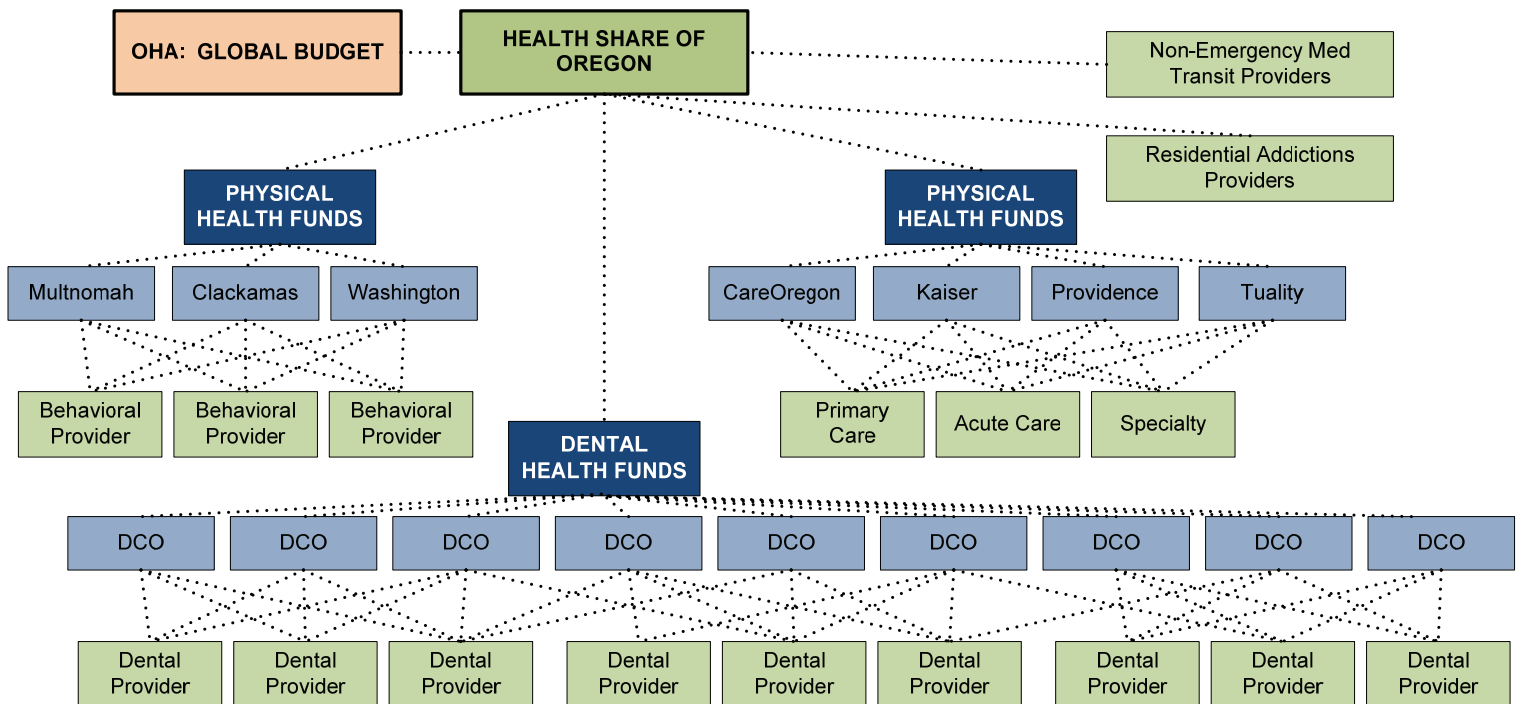 OHA: GLOBAL BUDGET
HEALTH SHARE OF
OREGON
Non-Emergency Med
Transit Providers
Residential Addictions
Providers
PHYSICAL
HEALTH FUNDS
PHYSICAL
HEALTH FUNDS
Multnomah
Clackamas
Washington
CareOregon
Kaiser
Providence
Tuality
Behavioral
Provider
Behavioral
Provider
Behavioral
Provider
Primary
Care
Acute Care
Specialty
DENTAL
HEALTH FUNDS
DCO
DCO
DCO
DCO
DCO
DCO
DCO
DCO
DCO
Dental
Provider
Dental
Provider
Dental
Provider
Dental
Provider
Dental
Provider
Dental
Provider
Dental
Provider
Dental
Provider
Dental
Provider